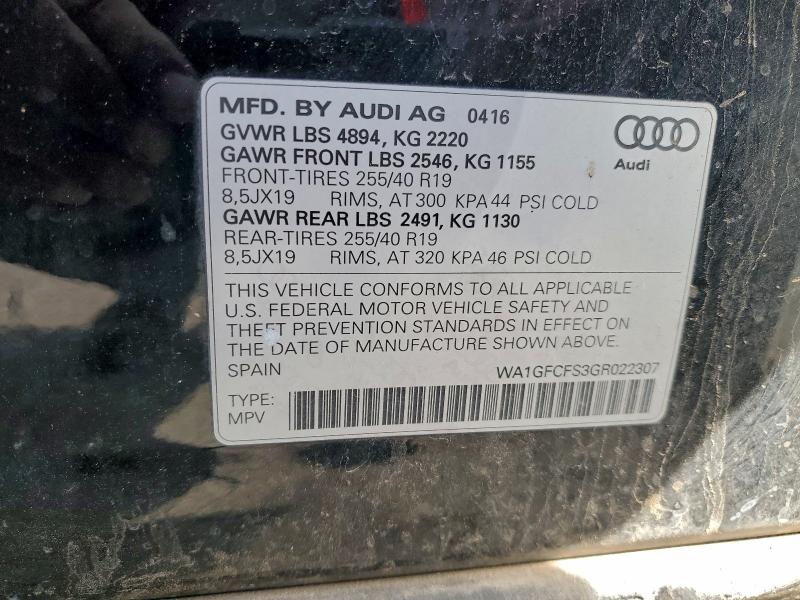 MFD. BY AUDI AG 0416
GVWR LBS 4894, KG 2220
GAWR FRONT LBS 2546, KG 1155
FRONT-TIRES 255/40 R19
8,5JX19 RIMS, AT 300 KPA 44 PSI COLD
GAWR REAR LBS 2491, KG 1130
REAR-TIRES 255/40 R19
8,5JX19 RIMS, AT 320 KPA 46 PSI COLD
Audi
THIS VEHICLE CONFORMS TO ALL APPLICABLE
U.S. FEDERAL MOTOR VEHICLE SAFETY AND
THEFT PREVENTION STANDARDS IN EFFECT ON
THE DATE OF MANUFACTURE SHOWN ABOVE.
SPAIN WA1GFCFS3GR022307
TYPE:
MPV